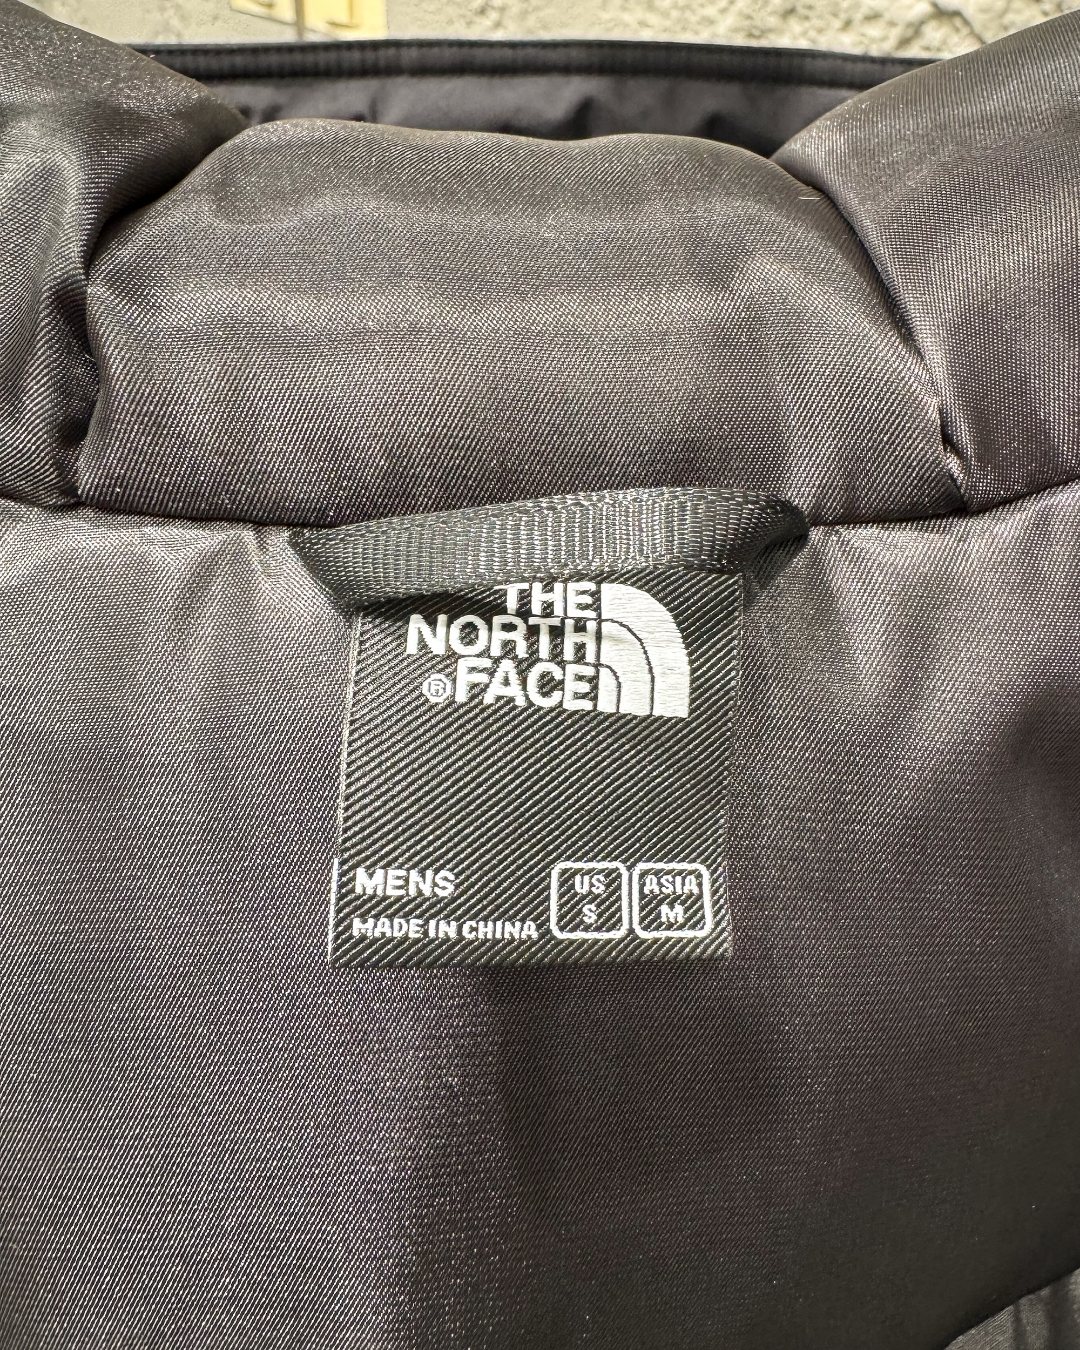 THE
NORTH
®FACE
MENS
MADE IN CHINA
US
S
ASIA
M